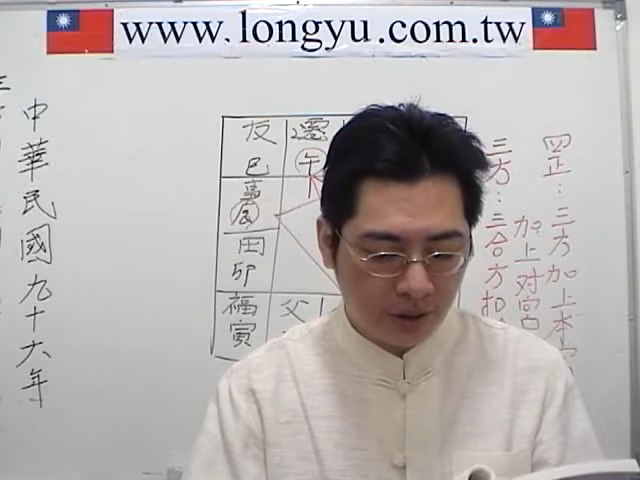 www.longyu.com.tw
中華民國九十六年
友
巳
遷
午
事
辰
田
卯
福
寅
父
三方：三合方
加上对宫
四正：三方加上本宫